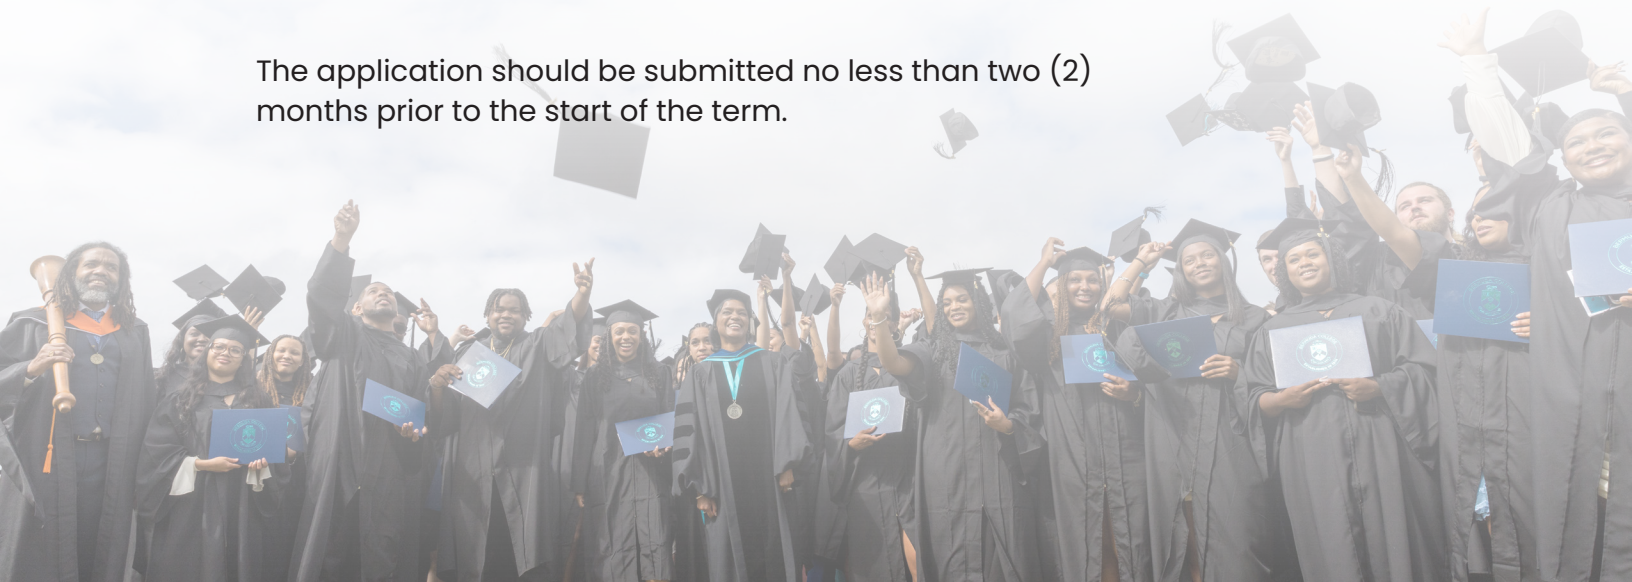 The application should be submitted no less than two (2)
months prior to the start of the term.